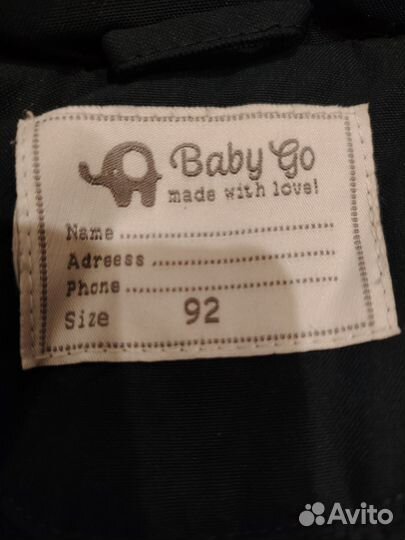 Baby Go
made with love!
Name
Adreess
Phone
Size 92
Avito